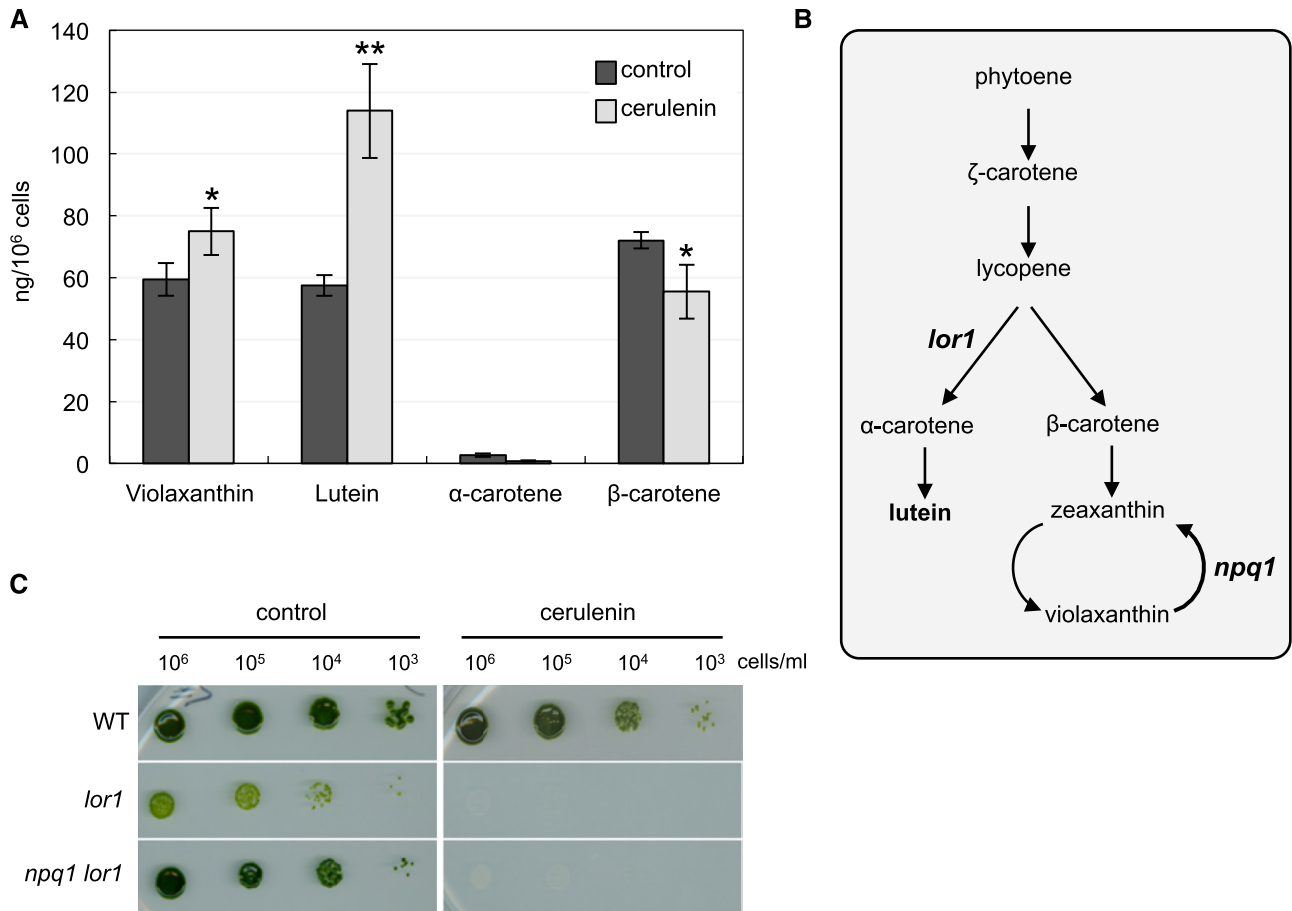 A
140
120
100
80
60
40
20
0
ng/10⁶ cells
control
cerulenin
*
**
*
Violaxanthin Lutein α-carotene β-carotene
B
phytoene
ζ-carotene
lycopene
lor1
α-carotene β-carotene
lutein
zeaxanthin
npq1
violaxanthin
C
control cerulenin
10⁶ 10⁵ 10⁴ 10³ 10⁶ 10⁵ 10⁴ 10³ cells/ml
WT
lor1
npq1 lor1